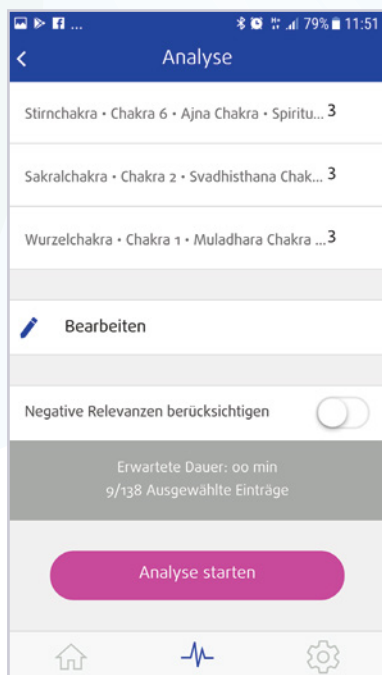 ... 79% 11:51
Analyse
Stirnchakra • Chakra 6 • Ajna Chakra • Spiritu... 3
Sakralchakra • Chakra 2 • Svadhisthana Chak... 3
Wurzelchakra • Chakra 1 • Muladhara Chakra ... 3
Bearbeiten
Negative Relevanzen berücksichtigen
Erwartete Dauer: 00 min
9/138 Ausgewählte Einträge
Analyse starten